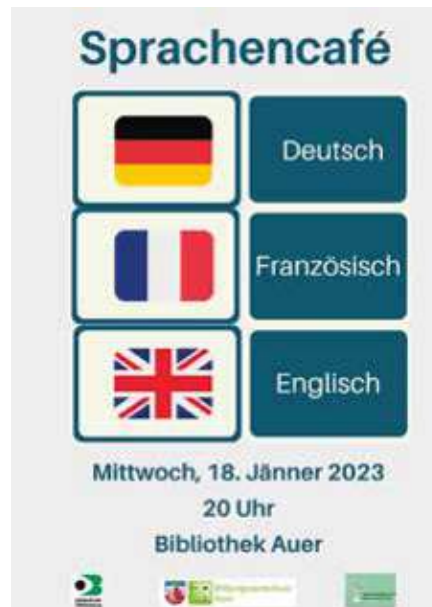 Sprachencafé
Deutsch
Französisch
Englisch
Mittwoch, 18. Jänner 2023
20 Uhr
Bibliothek Auer